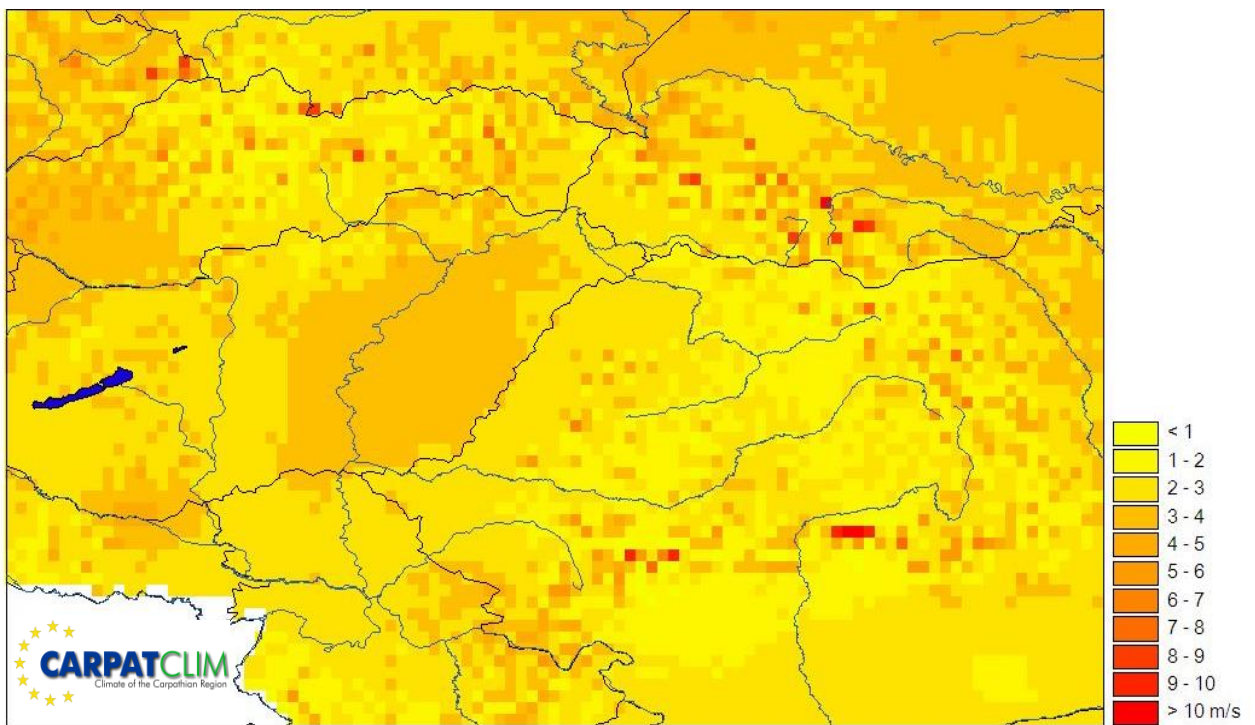 < 1
1 - 2
2 - 3
3 - 4
4 - 5
5 - 6
6 - 7
7 - 8
8 - 9
9 - 10
> 10 m/s
CARPATCLIM
Climate of the Carpathian Region